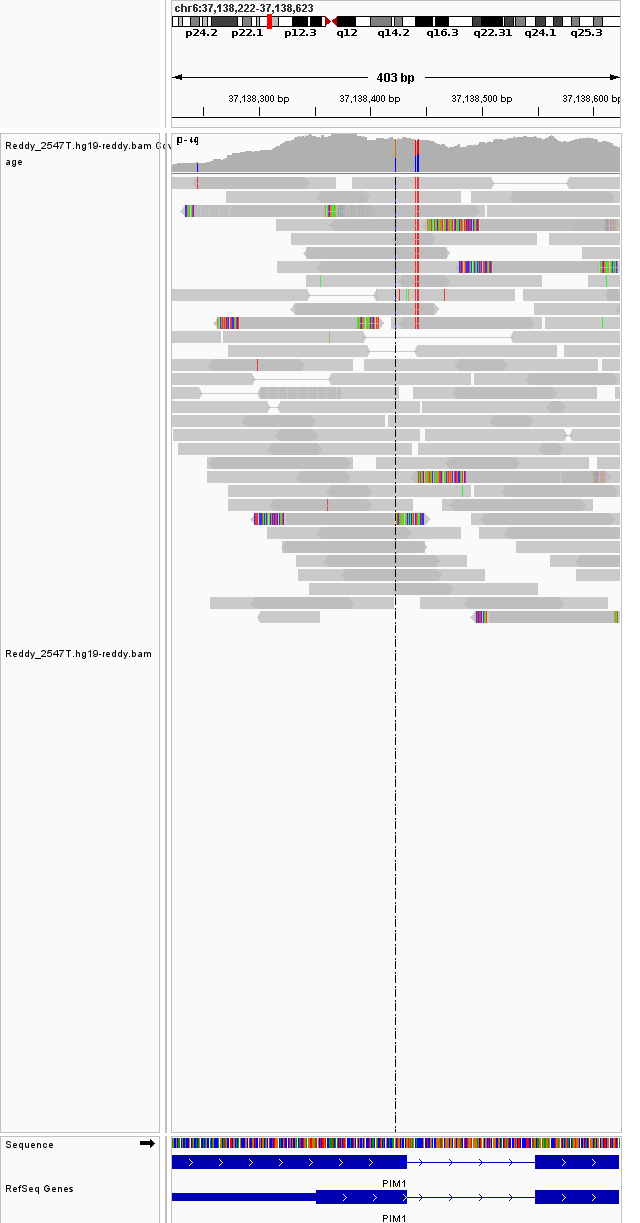 chr6:37,138,222-37,138,623
p24.2 p22.1 p12.3 q12 q14.2 q16.3 q22.31 q24.1 q25.3
403 bp
37,138,300 bp 37,138,400 bp 37,138,500 bp 37,138,600 bp
Reddy_2547T.hg19-reddy.bam Cov
age
Reddy_2547T.hg19-reddy.bam
Sequence
PIM1
RefSeq Genes
PIM1